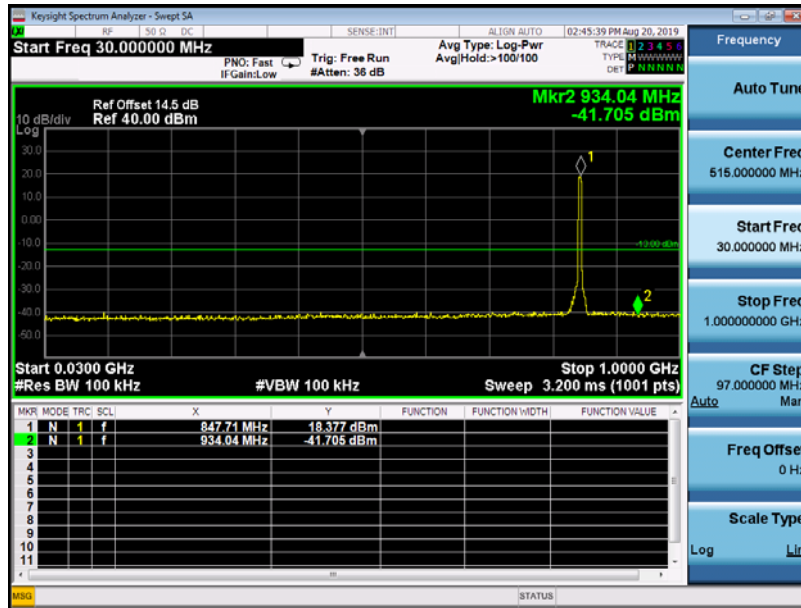 Keysight Spectrum Analyzer - Swept SA
RF 50 Ω DC SENSE:INT ALIGN AUTO 02:45:39 PM Aug 20, 2019
Start Freq 30.000000 MHz
PNO: Fast
IFGain:Low
Trig: Free Run
#Atten: 36 dB
Avg Type: Log-Pwr
Avg|Hold:>100/100
TRACE 1 2 3 4 5 6
TYPE M WWWWW
DET P N N N N N
Ref Offset 14.5 dB
Ref 40.00 dBm
10 dB/div
Log
Mkr2 934.04 MHz
-41.705 dBm
30.0
20.0
10.0
0.00
-10.0
-20.0
-30.0
-40.0
-50.0
1
2
-13.00 dBm
Start 0.0300 GHz Stop 1.0000 GHz
#Res BW 100 kHz #VBW 100 kHz Sweep 3.200 ms (1001 pts)
MKR MODE TRC SCL X Y FUNCTION FUNCTION WIDTH FUNCTION VALUE
1 N 1 f 847.71 MHz 18.377 dBm
2 N 1 f 934.04 MHz -41.705 dBm
3
4
5
6
7
8
9
10
11
MSG STATUS
Frequency
Auto Tune
Center Freq
515.000000 MHz
Start Freq
30.000000 MHz
Stop Freq
1.000000000 GHz
CF Step
97.000000 MHz
Auto Man
Freq Offset
0 Hz
Scale Type
Log Lin